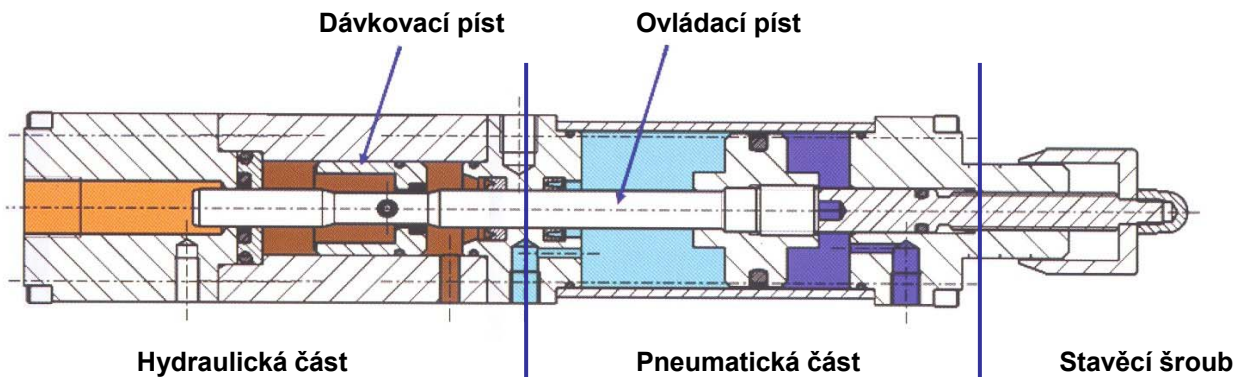 Dávkovací píst
Ovládací píst
Hydraulická část
Pneumatická část
Stavěcí šroub